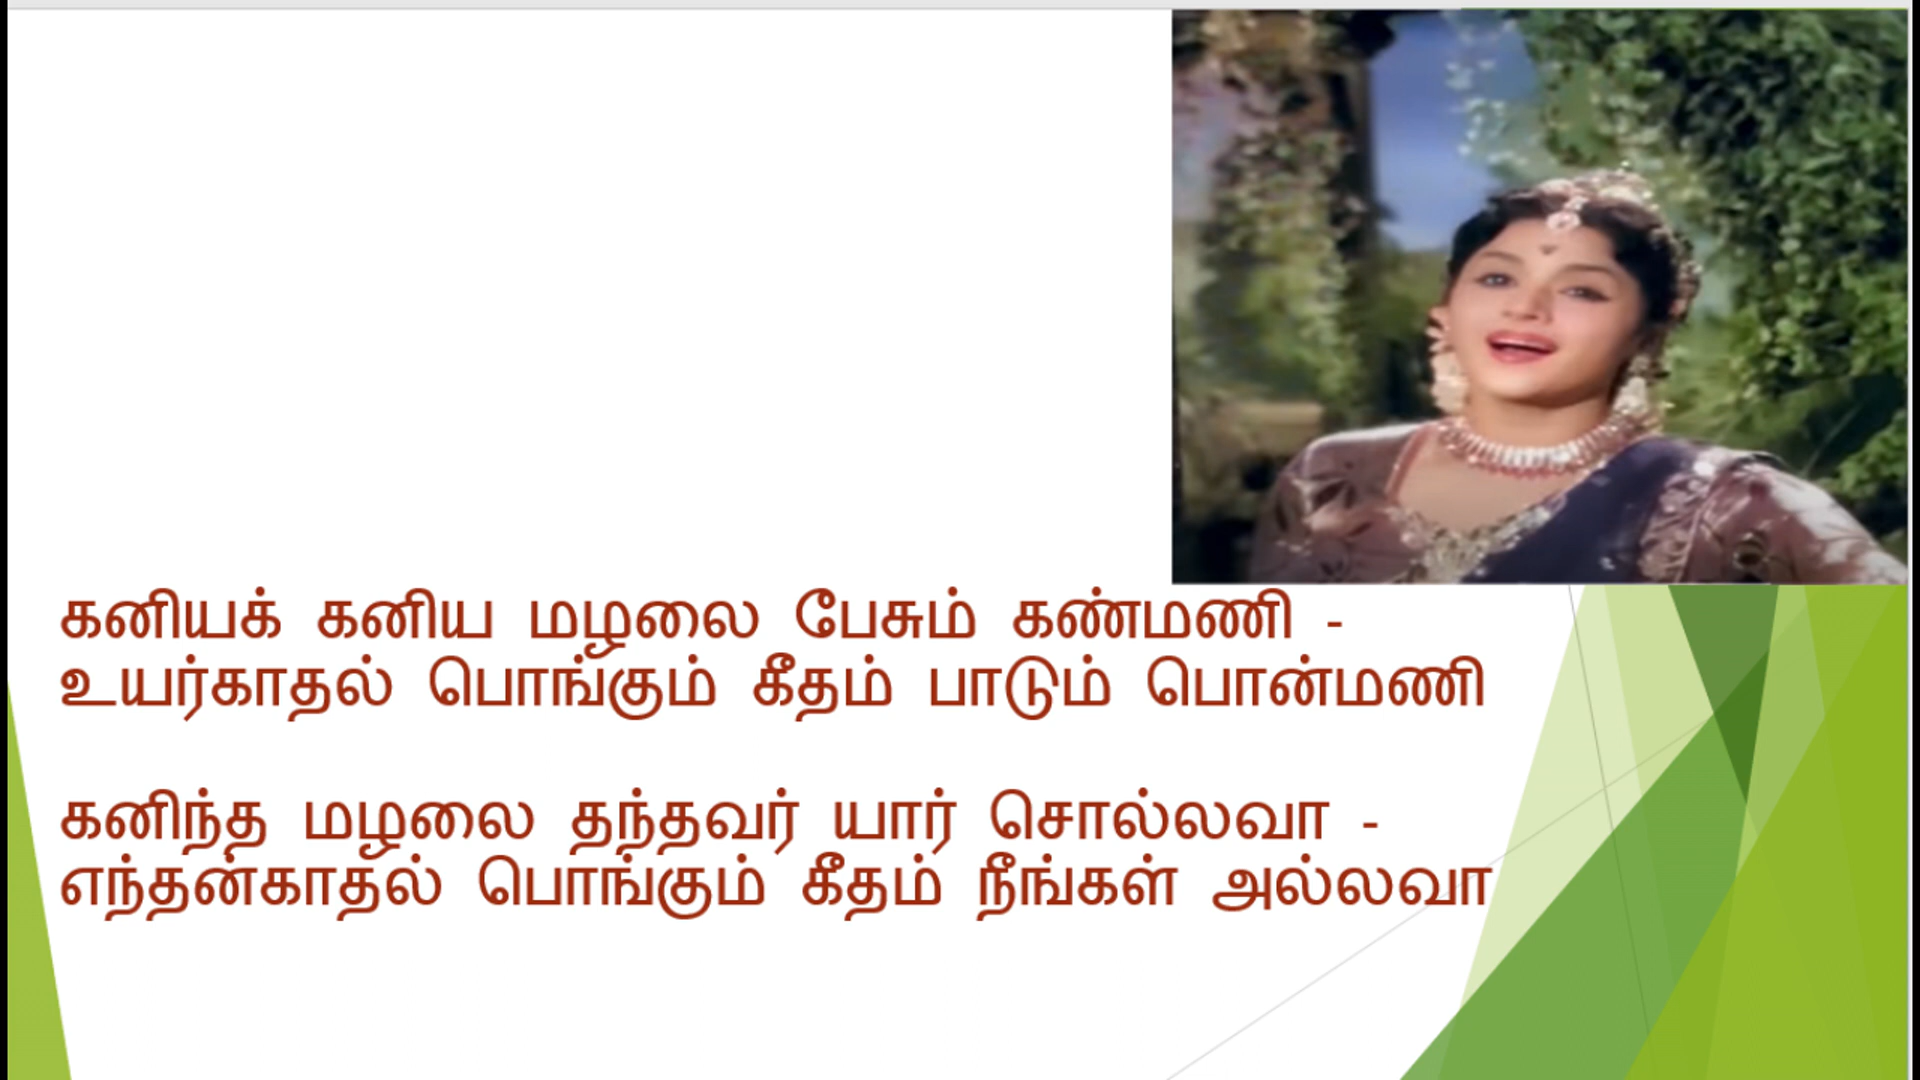 கனியக் கனிய மழலை பேசும் கண்மணி -
உயர்காதல் பொங்கும் கீதம் பாடும் பொன்மணி
கனிந்த மழலை தந்தவர் யார் சொல்லவா -
எந்தன்காதல் பொங்கும் கீதம் நீங்கள் அல்லவா